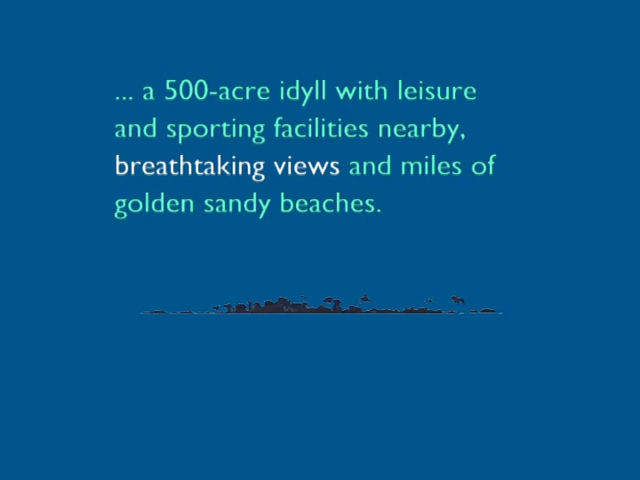 ... a 500-acre idyll with leisure
and sporting facilities nearby,
breathtaking views and miles of
golden sandy beaches.